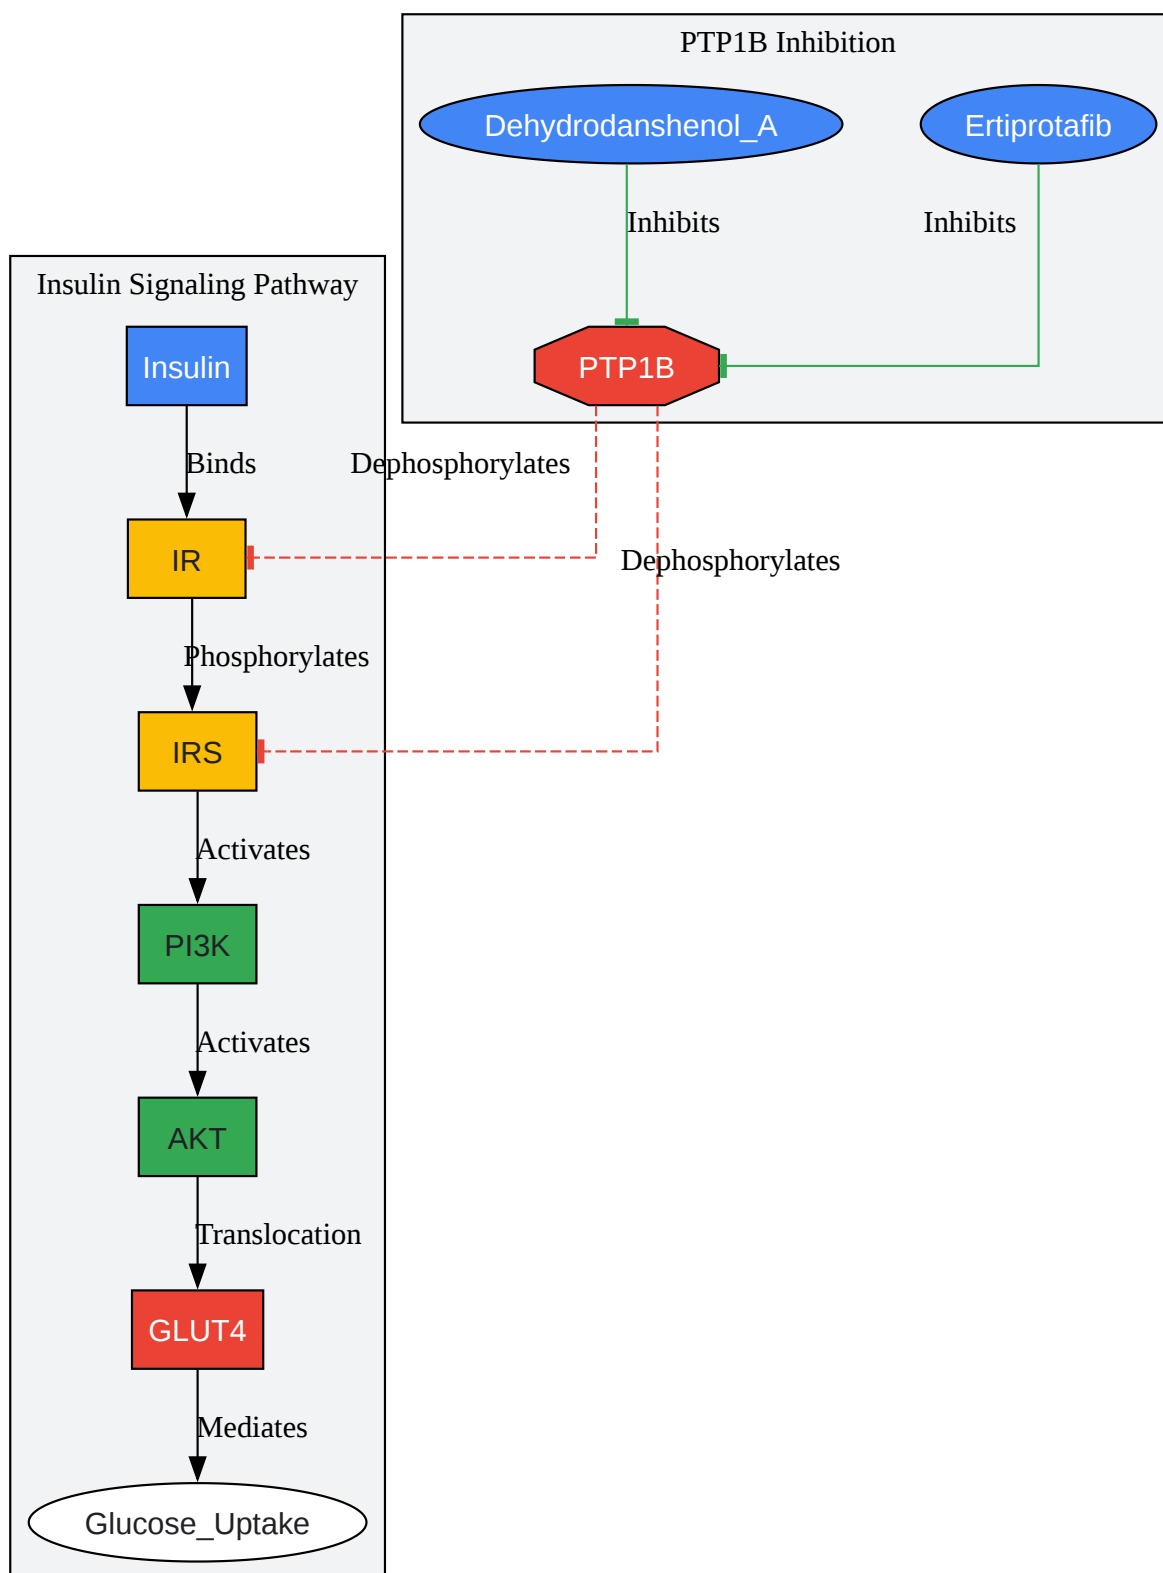 PTP1B Inhibition
Dehydrodanshenol_A
Ertiprotafib
Inhibits
Inhibits
Insulin Signaling Pathway
Insulin
PTP1B
Binds
Dephosphorylates
IR
Dephosphorylates
Phosphorylates
IRS
Activates
PI3K
Activates
AKT
Translocation
GLUT4
Mediates
Glucose_Uptake